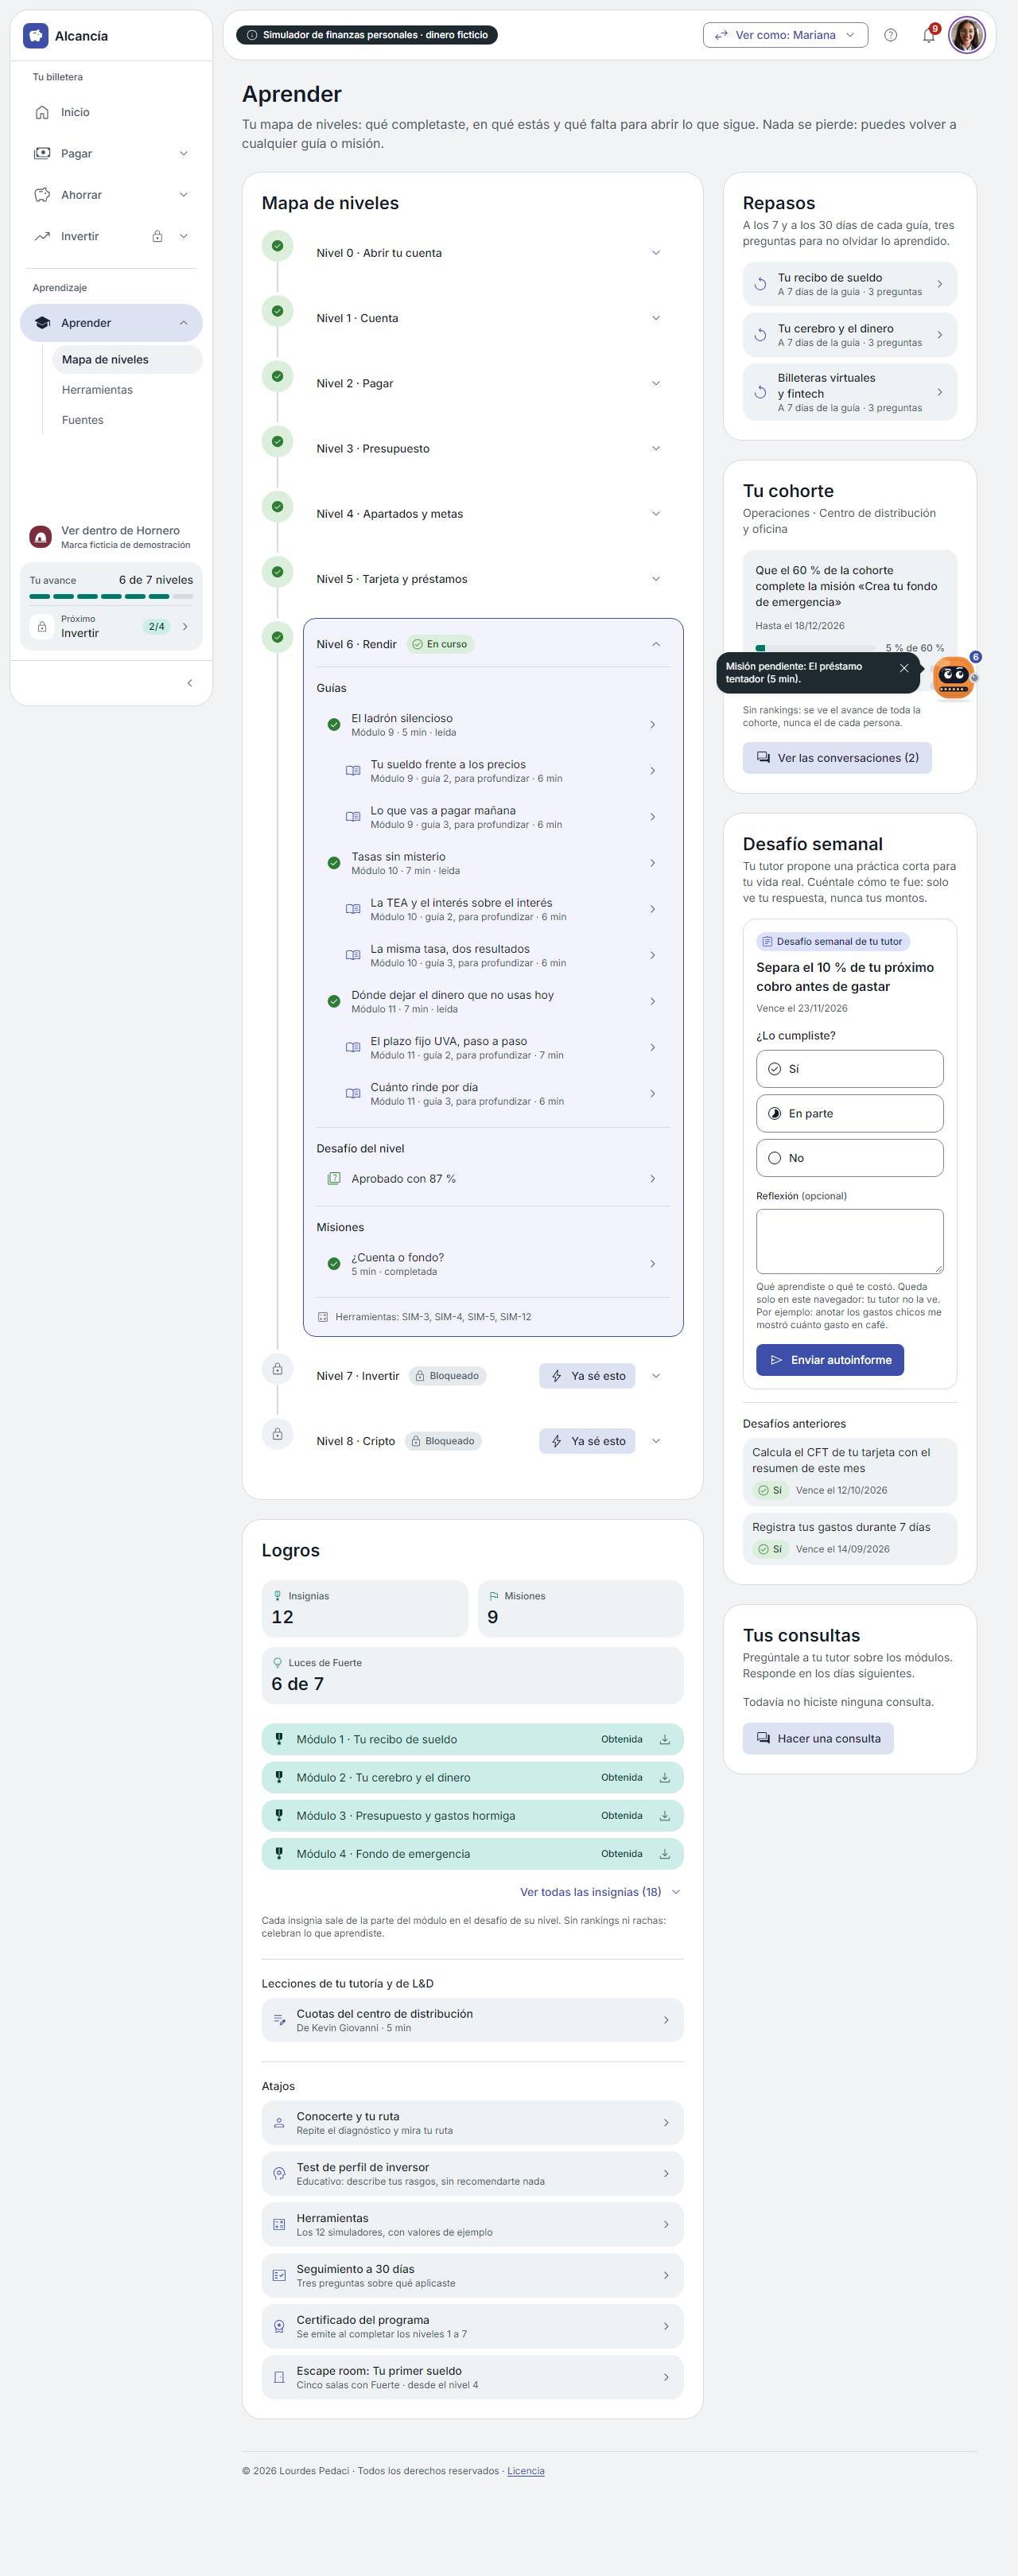 Alcancía
Tu billetera
Inicio
Pagar
Ahorrar
Invertir
Aprendizaje
Aprender
Mapa de niveles
Herramientas
Fuentes
Ver dentro de Hornero
Marca ficticia de demostración
Tu avance 6 de 7 niveles
Próximo
Invertir
2/4
Simulador de finanzas personales · dinero ficticio
Ver como: Mariana
9
Aprender
Tu mapa de niveles: qué completaste, en qué estás y qué falta para abrir lo que sigue. Nada se pierde: puedes volver a
cualquier guía o misión.
Mapa de niveles
Nivel 0 · Abrir tu cuenta
Nivel 1 · Cuenta
Nivel 2 · Pagar
Nivel 3 · Presupuesto
Nivel 4 · Apartados y metas
Nivel 5 · Tarjeta y préstamos
Nivel 6 · Rendir En curso
Guías
El ladrón silencioso
Módulo 9 · 5 min · leída
Tu sueldo frente a los precios
Módulo 9 · guía 2, para profundizar · 6 min
Lo que vas a pagar mañana
Módulo 9 · guía 3, para profundizar · 6 min
Tasas sin misterio
Módulo 10 · 7 min · leída
La TEA y el interés sobre el interés
Módulo 10 · guía 2, para profundizar · 6 min
La misma tasa, dos resultados
Módulo 10 · guía 3, para profundizar · 6 min
Dónde dejar el dinero que no usas hoy
Módulo 11 · 7 min · leída
El plazo fijo UVA, paso a paso
Módulo 11 · guía 2, para profundizar · 7 min
Cuánto rinde por día
Módulo 11 · guía 3, para profundizar · 6 min
Desafío del nivel
Aprobado con 87 %
Misiones
¿Cuenta o fondo?
5 min · completada
Herramientas: SIM-3, SIM-4, SIM-5, SIM-12
Nivel 7 · Invertir Bloqueado Ya sé esto
Nivel 8 · Cripto Bloqueado Ya sé esto
Logros
Insignias
12
Misiones
9
Luces de Fuerte
6 de 7
Módulo 1 · Tu recibo de sueldo Obtenida
Módulo 2 · Tu cerebro y el dinero Obtenida
Módulo 3 · Presupuesto y gastos hormiga Obtenida
Módulo 4 · Fondo de emergencia Obtenida
Ver todas las insignias (18)
Cada insignia sale de la parte del módulo en el desafío de su nivel. Sin rankings ni rachas:
celebran lo que aprendiste.
Lecciones de tu tutoría y de L&D
Cuotas del centro de distribución
De Kevin Giovanni · 5 min
Atajos
Conocerte y tu ruta
Repite el diagnóstico y mira tu ruta
Test de perfil de inversor
Educativo: describe tus rasgos, sin recomendarte nada
Herramientas
Los 12 simuladores, con valores de ejemplo
Seguimiento a 30 días
Tres preguntas sobre qué aplicaste
Certificado del programa
Se emite al completar los niveles 1 a 7
Escape room: Tu primer sueldo
Cinco salas con Fuerte · desde el nivel 4
Repasos
A los 7 y a los 30 días de cada guía, tres
preguntas para no olvidar lo aprendido.
Tu recibo de sueldo
A 7 días de la guía · 3 preguntas
Tu cerebro y el dinero
A 7 días de la guía · 3 preguntas
Billeteras virtuales
y fintech
A 7 días de la guía · 3 preguntas
Tu cohorte
Operaciones · Centro de distribución
y oficina
Que el 60 % de la cohorte
complete la misión «Crea tu fondo
de emergencia»
Hasta el 18/12/2026
5 % de 60 %
Misión pendiente: El préstamo
tentador (5 min).
6
Sin rankings: se ve el avance de toda la
cohorte, nunca el de cada persona.
Ver las conversaciones (2)
Desafío semanal
Tu tutor propone una práctica corta para
tu vida real. Cuéntale cómo te fue: solo
ve tu respuesta, nunca tus montos.
Desafío semanal de tu tutor
Separa el 10 % de tu próximo
cobro antes de gastar
Vence el 23/11/2026
¿Lo cumpliste?
Sí
En parte
No
Reflexión (opcional)
Qué aprendiste o qué te costó. Queda
solo en este navegador: tu tutor no la ve.
Por ejemplo: anotar los gastos chicos me
mostró cuánto gasto en café.
Enviar autoinforme
Desafíos anteriores
Calcula el CFT de tu tarjeta con el
resumen de este mes
Sí Vence el 12/10/2026
Registra tus gastos durante 7 días
Sí Vence el 14/09/2026
Tus consultas
Pregúntale a tu tutor sobre los módulos.
Responde en los días siguientes.
Todavía no hiciste ninguna consulta.
Hacer una consulta
© 2026 Lourdes Pedaci · Todos los derechos reservados · Licencia